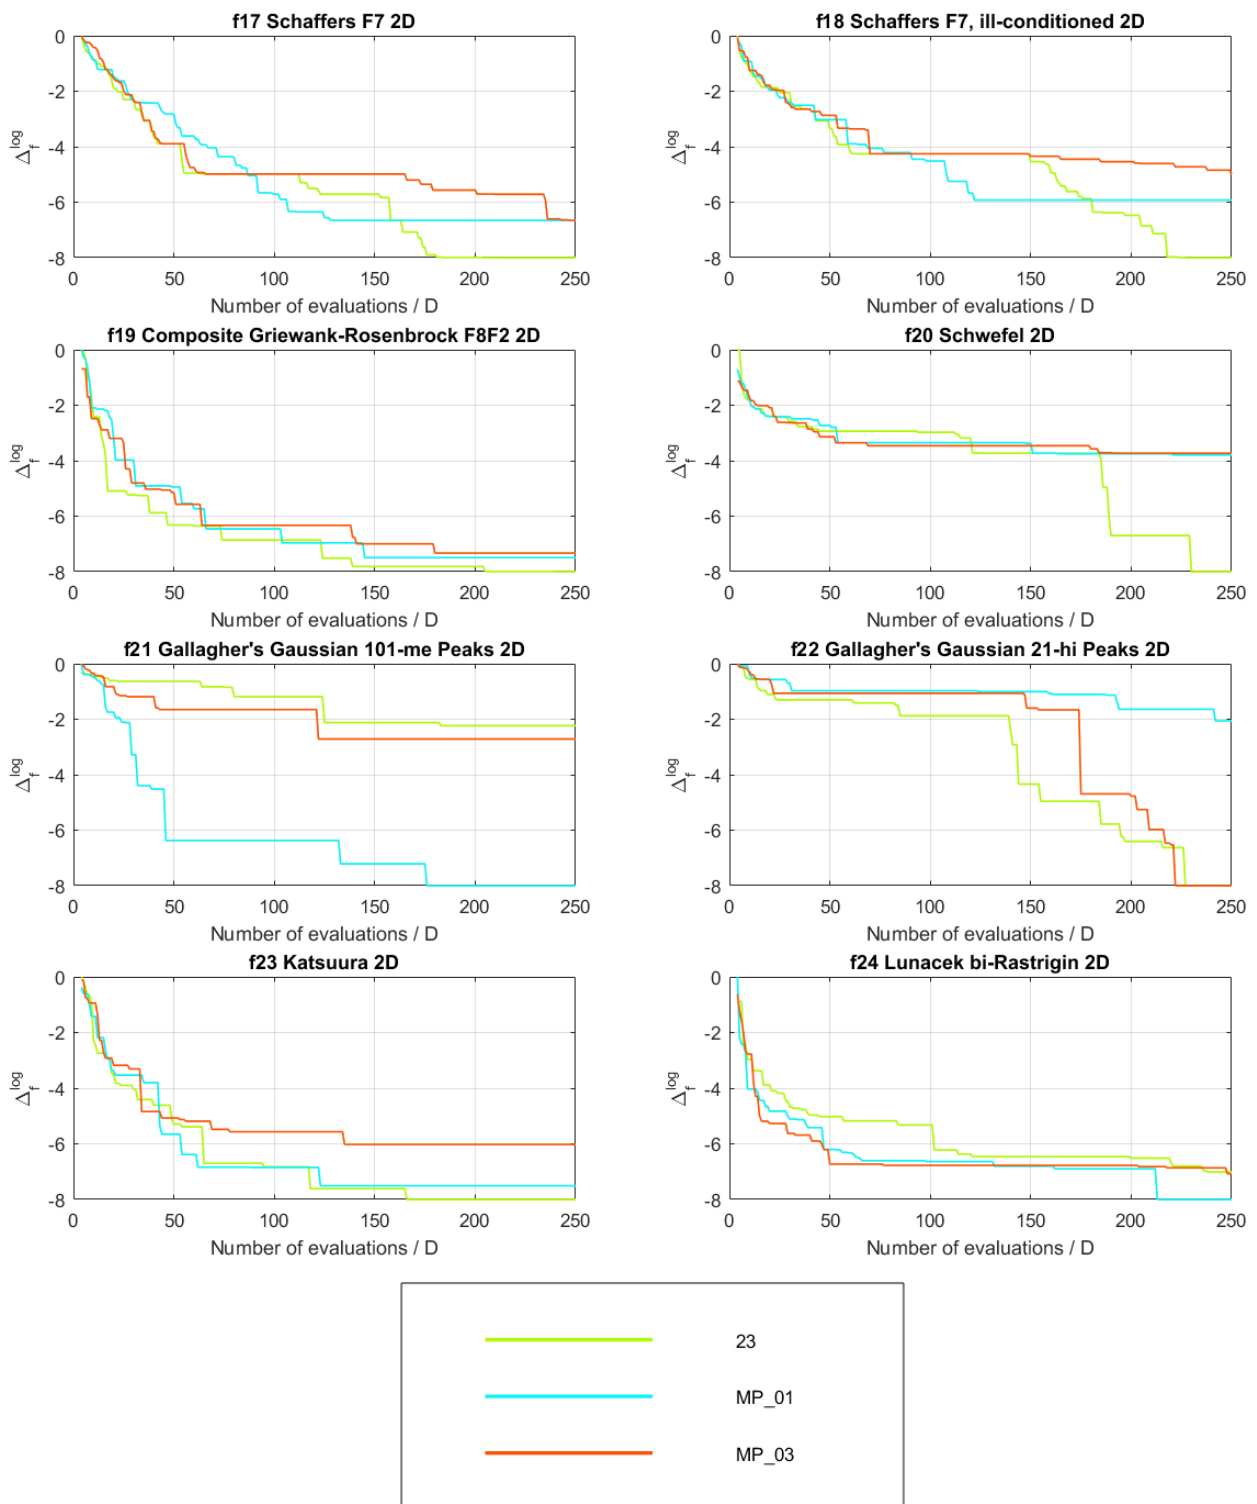 f17 Schaffers F7 2D
0
-2
-4
-6
-8
Δf log
0 50 100 150 200 250
Number of evaluations / D
f18 Schaffers F7, ill-conditioned 2D
0
-2
-4
-6
-8
Δf log
0 50 100 150 200 250
Number of evaluations / D
f19 Composite Griewank-Rosenbrock F8F2 2D
0
-2
-4
-6
-8
Δf log
0 50 100 150 200 250
Number of evaluations / D
f20 Schwefel 2D
0
-2
-4
-6
-8
Δf log
0 50 100 150 200 250
Number of evaluations / D
f21 Gallagher's Gaussian 101-me Peaks 2D
0
-2
-4
-6
-8
Δf log
0 50 100 150 200 250
Number of evaluations / D
f22 Gallagher's Gaussian 21-hi Peaks 2D
0
-2
-4
-6
-8
Δf log
0 50 100 150 200 250
Number of evaluations / D
f23 Katsuura 2D
0
-2
-4
-6
-8
Δf log
0 50 100 150 200 250
Number of evaluations / D
f24 Lunacek bi-Rastrigin 2D
0
-2
-4
-6
-8
Δf log
0 50 100 150 200 250
Number of evaluations / D
23
MP_01
MP_03